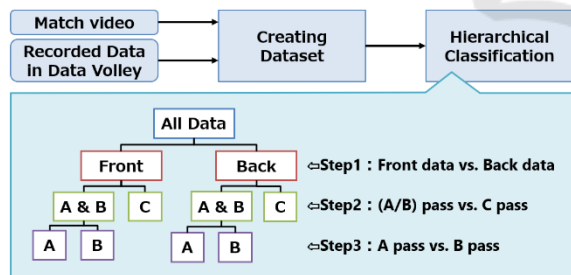 Match video
Recorded Data
in Data Volley
Creating
Dataset
Hierarchical
Classification
All Data
Front
Back
⇦Step1：Front data vs. Back data
A & B
C
A & B
C
⇦Step2：(A/B) pass vs. C pass
A
B
A
B
⇦Step3：A pass vs. B pass